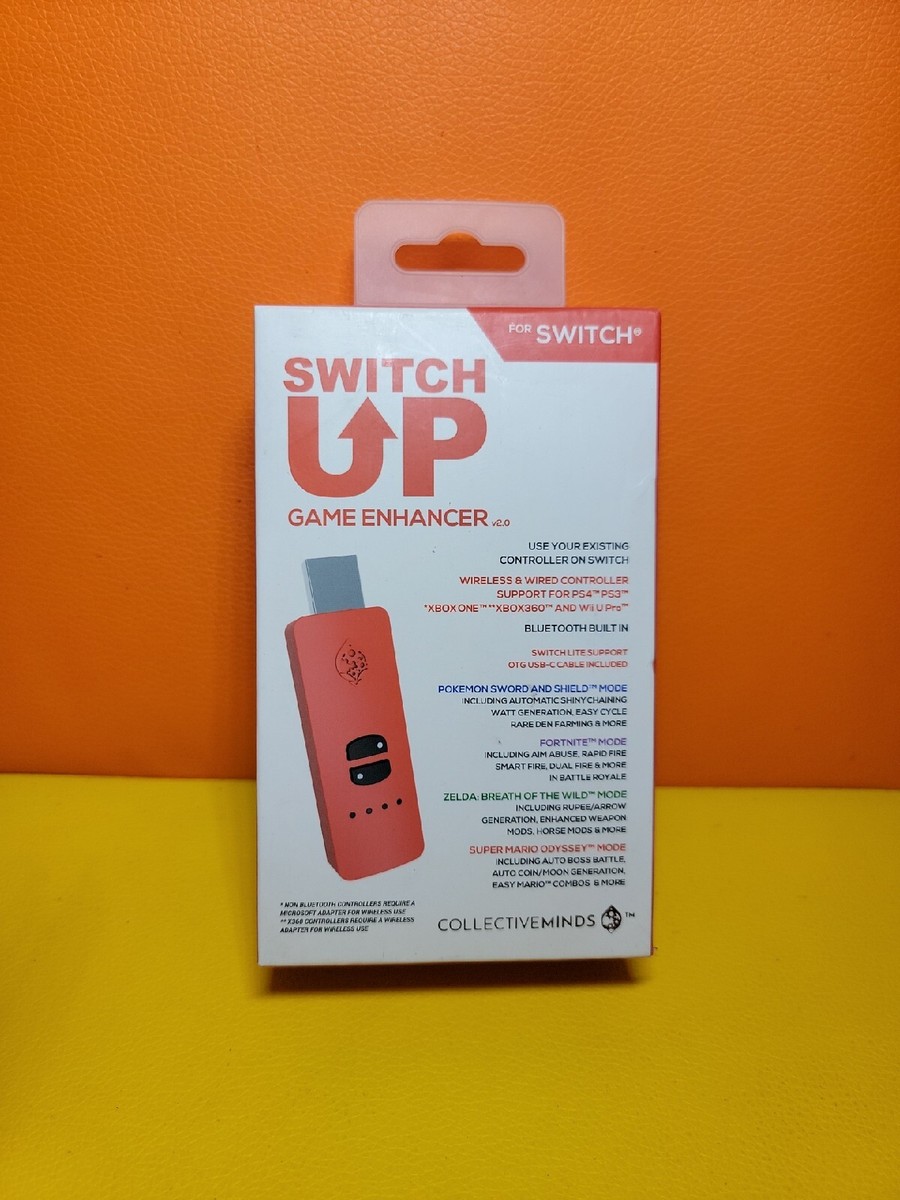 FOR SWITCH®
SWITCH
UP
GAME ENHANCER v2.0
USE YOUR EXISTING
CONTROLLER ON SWITCH
WIRELESS & WIRED CONTROLLER
SUPPORT FOR PS4™ PS3™
*XBOX ONE™ **XBOX360™ AND Wii U Pro™
BLUETOOTH BUILT IN
SWITCH LITE SUPPORT
OTG USB-C CABLE INCLUDED
POKEMON SWORD AND SHIELD™ MODE
INCLUDING AUTOMATIC SHINY CHAINING
WATT GENERATION, EASY CYCLE
RARE DEN FARMING & MORE
FORTNITE™ MODE
INCLUDING AIM ABUSE, RAPID FIRE
SMART FIRE, DUAL FIRE & MORE
IN BATTLE ROYALE
ZELDA: BREATH OF THE WILD™ MODE
INCLUDING RUPEE/ARROW
GENERATION, ENHANCED WEAPON
MODS, HORSE MODS & MORE
SUPER MARIO ODYSSEY™ MODE
INCLUDING AUTO BOSS BATTLE,
AUTO COIN/MOON GENERATION,
EASY MARIO™ COMBOS & MORE
* NON BLUETOOTH CONTROLLERS REQUIRE A
MICROSOFT ADAPTER FOR WIRELESS USE
** X360 CONTROLLERS REQUIRE A WIRELESS
ADAPTER FOR WIRELESS USE
COLLECTIVEMINDS™